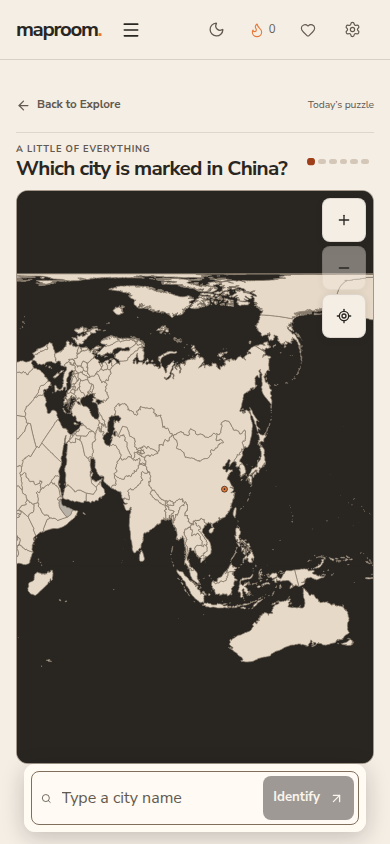 maproom.
0
Back to Explore
Today's puzzle
A LITTLE OF EVERYTHING
Which city is marked in China?
+
−
Type a city name
Identify